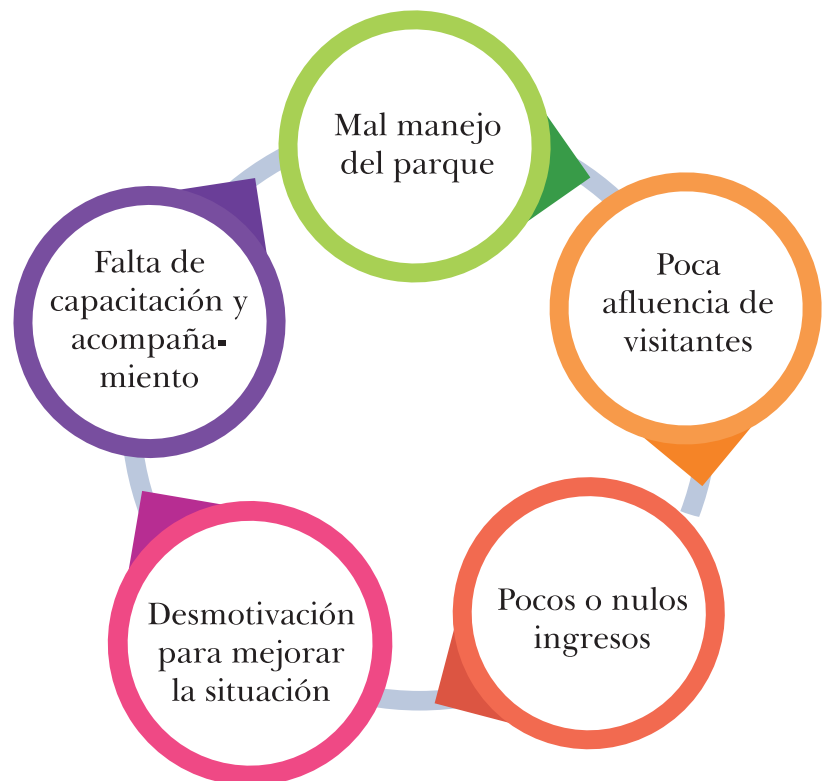 Mal manejo
del parque
Poca
afluencia de
visitantes
Pocos o nulos
ingresos
Desmotivación
para mejorar
la situación
Falta de
capacitación y
acompaña-
miento